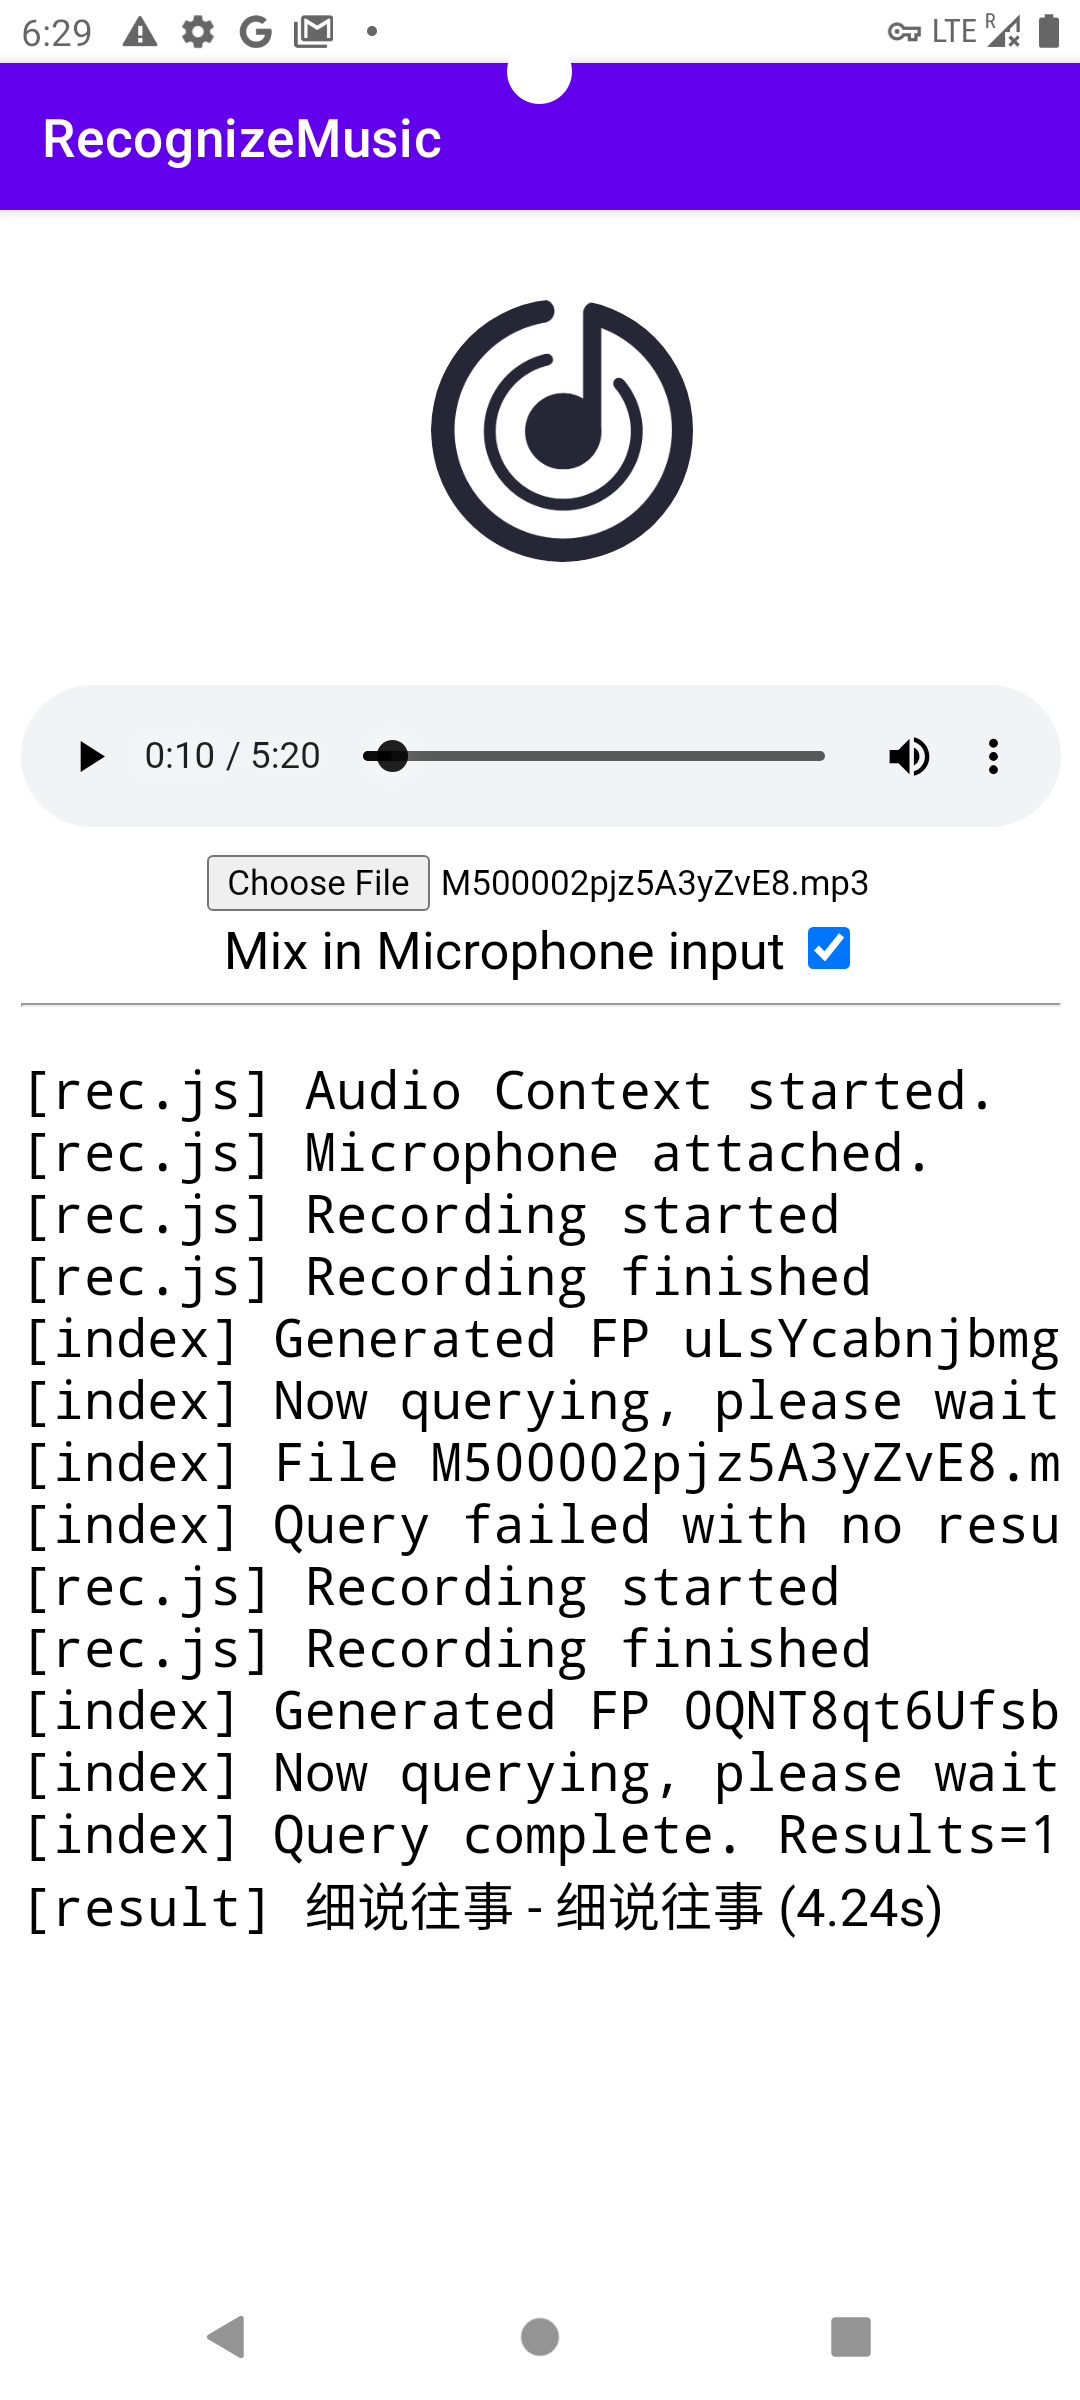 6:29 LTE R
RecognizeMusic
0:10 / 5:20
Choose File M500002pjz5A3yZvE8.mp3
Mix in Microphone input
[rec.js] Audio Context started.
[rec.js] Microphone attached.
[rec.js] Recording started
[rec.js] Recording finished
[index] Generated FP uLsYcabnjbmg
[index] Now querying, please wait
[index] File M500002pjz5A3yZvE8.m
[index] Query failed with no resu
[rec.js] Recording started
[rec.js] Recording finished
[index] Generated FP 0QNT8qt6Ufsb
[index] Now querying, please wait
[index] Query complete. Results=1
[result] 细说往事 - 细说往事 (4.24s)